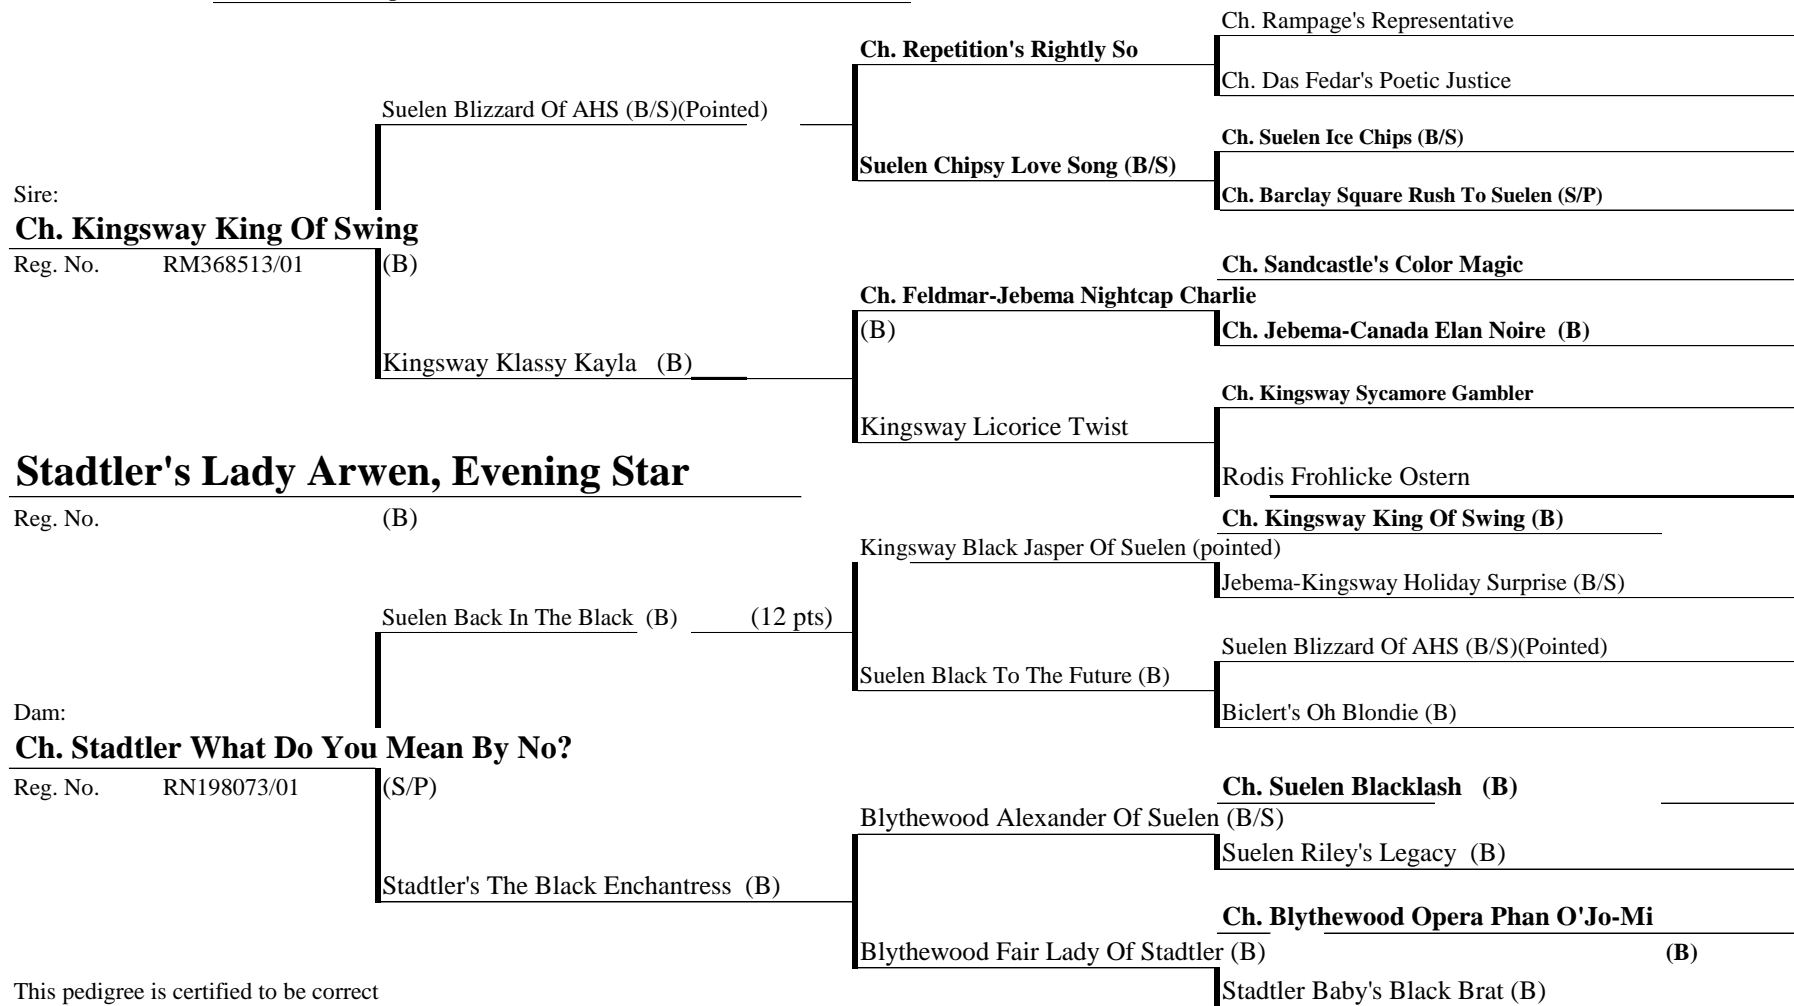 Ch. Rampage's Representative
Ch. Repetition's Rightly So
Ch. Das Fedar's Poetic Justice
Suelen Blizzard Of AHS (B/S)(Pointed)
Ch. Suelen Ice Chips (B/S)
Suelen Chipsy Love Song (B/S)
Sire:
Ch. Barclay Square Rush To Suelen (S/P)
Ch. Kingsway King Of Swing
Reg. No. RM368513/01 (B)
Ch. Sandcastle's Color Magic
Ch. Feldmar-Jebema Nightcap Charlie
(B)
Ch. Jebema-Canada Elan Noire (B)
Kingsway Klassy Kayla (B)
Ch. Kingsway Sycamore Gambler
Kingsway Licorice Twist
Stadtler's Lady Arwen, Evening Star
Rodis Frohlicke Ostern
Reg. No. (B)
Ch. Kingsway King Of Swing (B)
Kingsway Black Jasper Of Suelen (pointed)
Jebema-Kingsway Holiday Surprise (B/S)
Suelen Back In The Black (B) (12 pts)
Suelen Blizzard Of AHS (B/S)(Pointed)
Suelen Black To The Future (B)
Dam:
Biclert's Oh Blondie (B)
Ch. Stadtler What Do You Mean By No?
Reg. No. RN198073/01 (S/P)
Ch. Suelen Blacklash (B)
Blythewood Alexander Of Suelen (B/S)
Suelen Riley's Legacy (B)
Stadtler's The Black Enchantress (B)
Ch. Blythewood Opera Phan O'Jo-Mi
Blythewood Fair Lady Of Stadtler (B)
(B)
This pedigree is certified to be correct
Stadtler Baby's Black Brat (B)